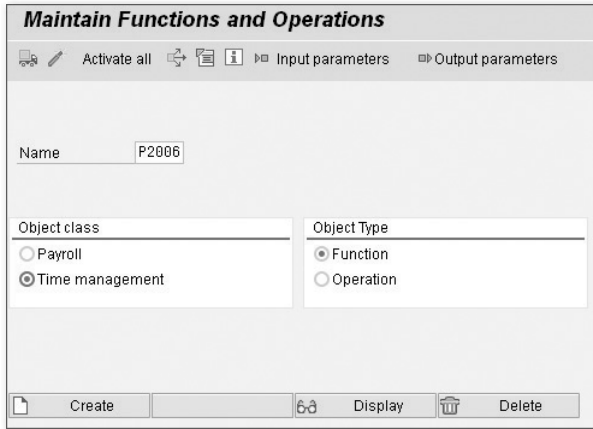 Maintain Functions and Operations
Activate all Input parameters Output parameters
Name P2006
Object class Object Type
Payroll Function
Time management Operation
Create Display Delete